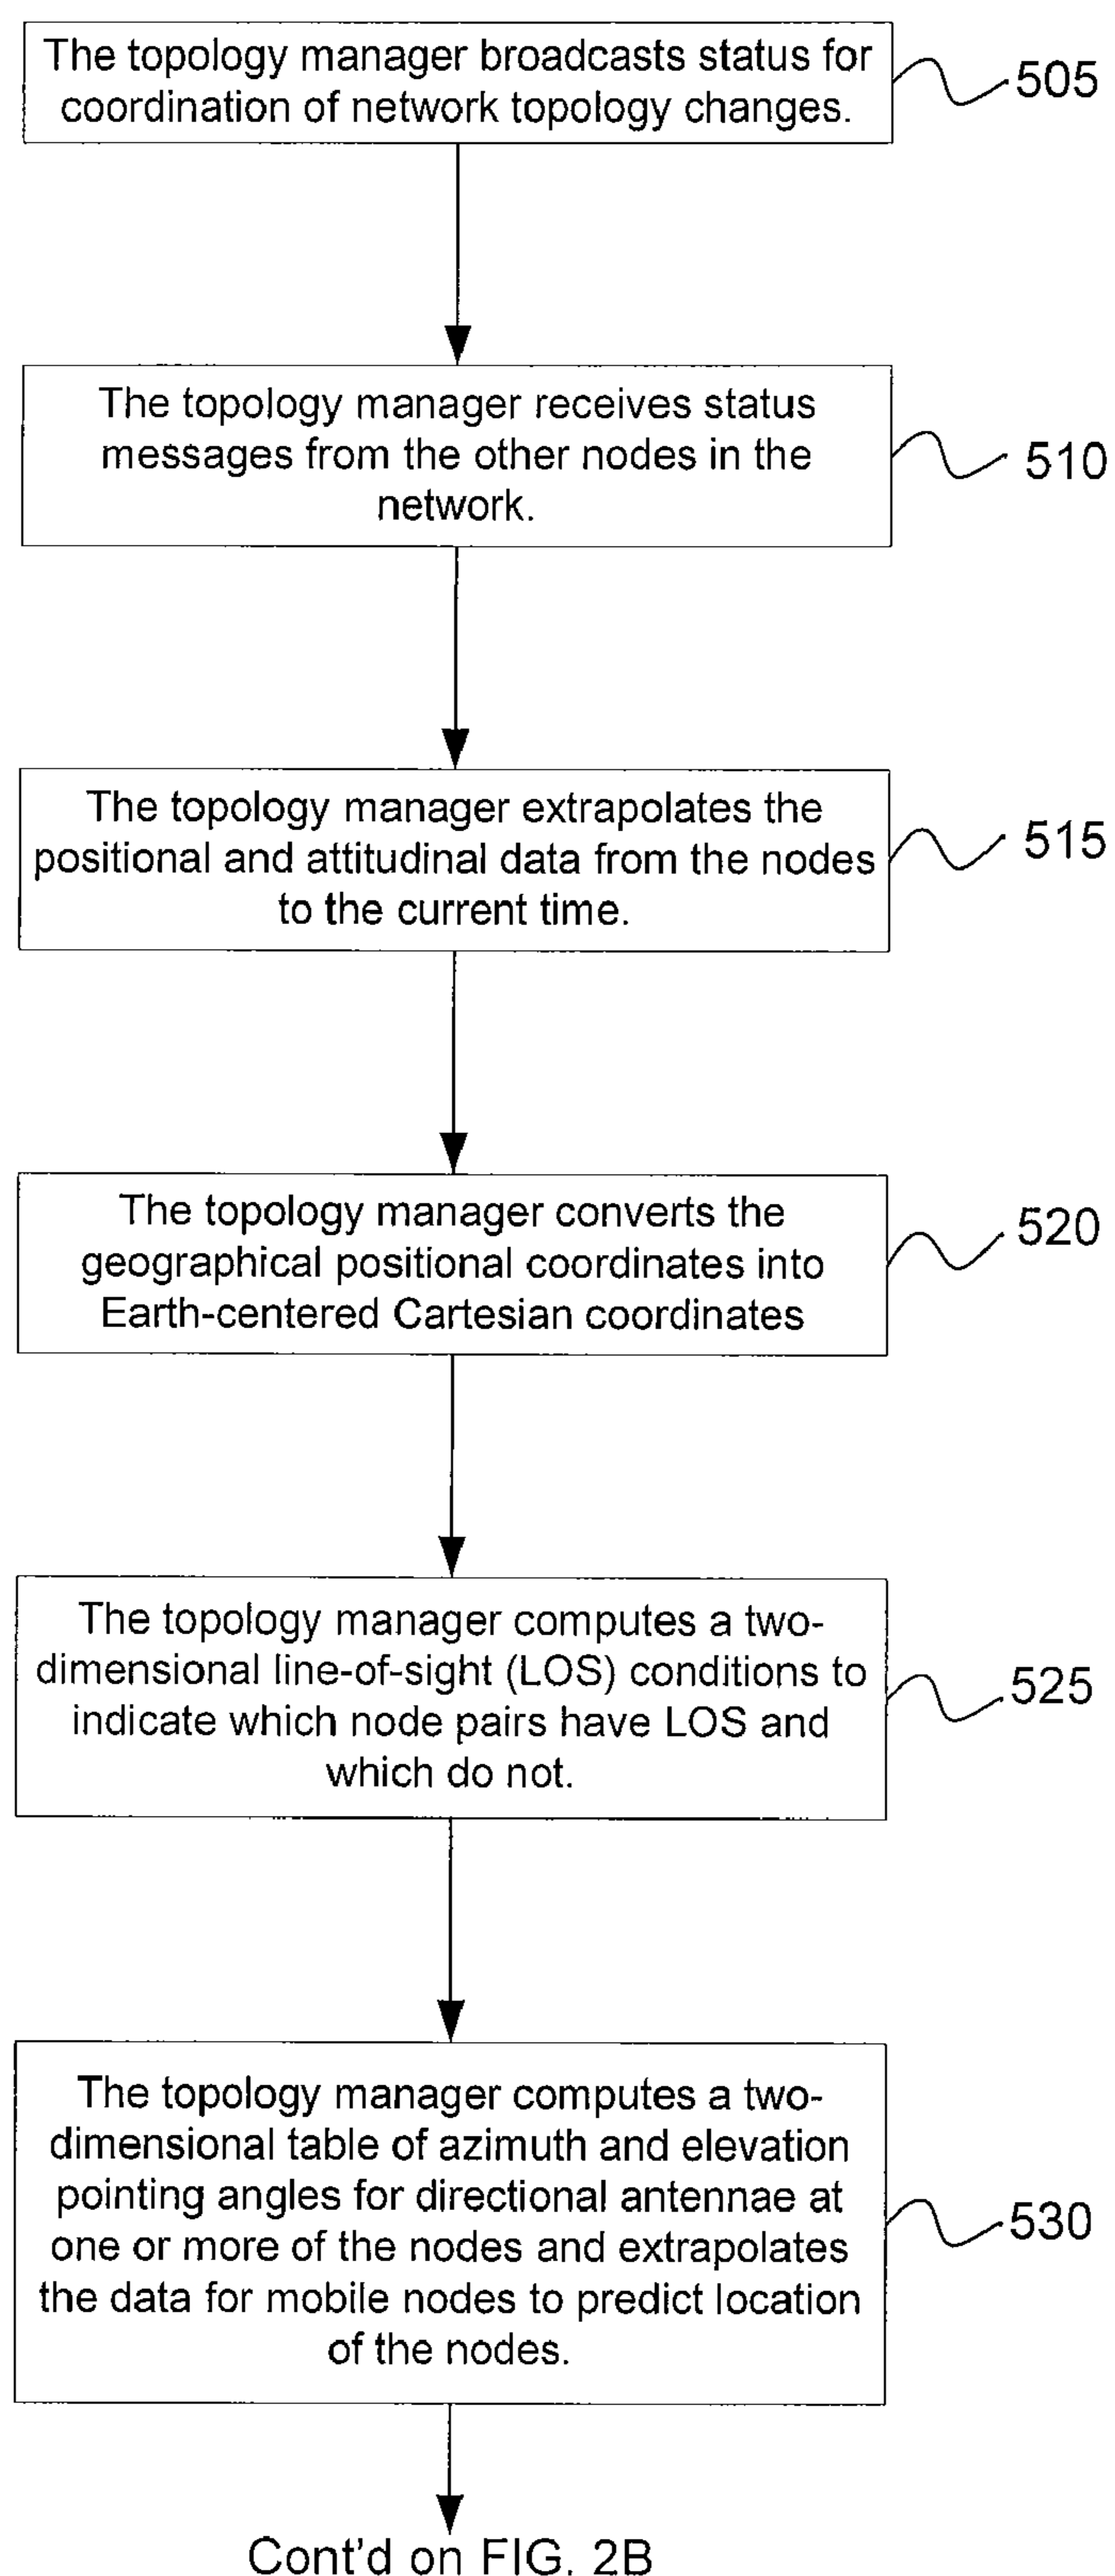 The topology manager broadcasts status for
coordination of network topology changes.
505
The topology manager receives status
messages from the other nodes in the
network.
510
The topology manager extrapolates the
positional and attitudinal data from the nodes
to the current time.
515
The topology manager converts the
geographical positional coordinates into
Earth-centered Cartesian coordinates
520
The topology manager computes a two-
dimensional line-of-sight (LOS) conditions to
indicate which node pairs have LOS and
which do not.
525
The topology manager computes a two-
dimensional table of azimuth and elevation
pointing angles for directional antennae at
one or more of the nodes and extrapolates
the data for mobile nodes to predict location
of the nodes.
530
Cont'd on FIG. 2B